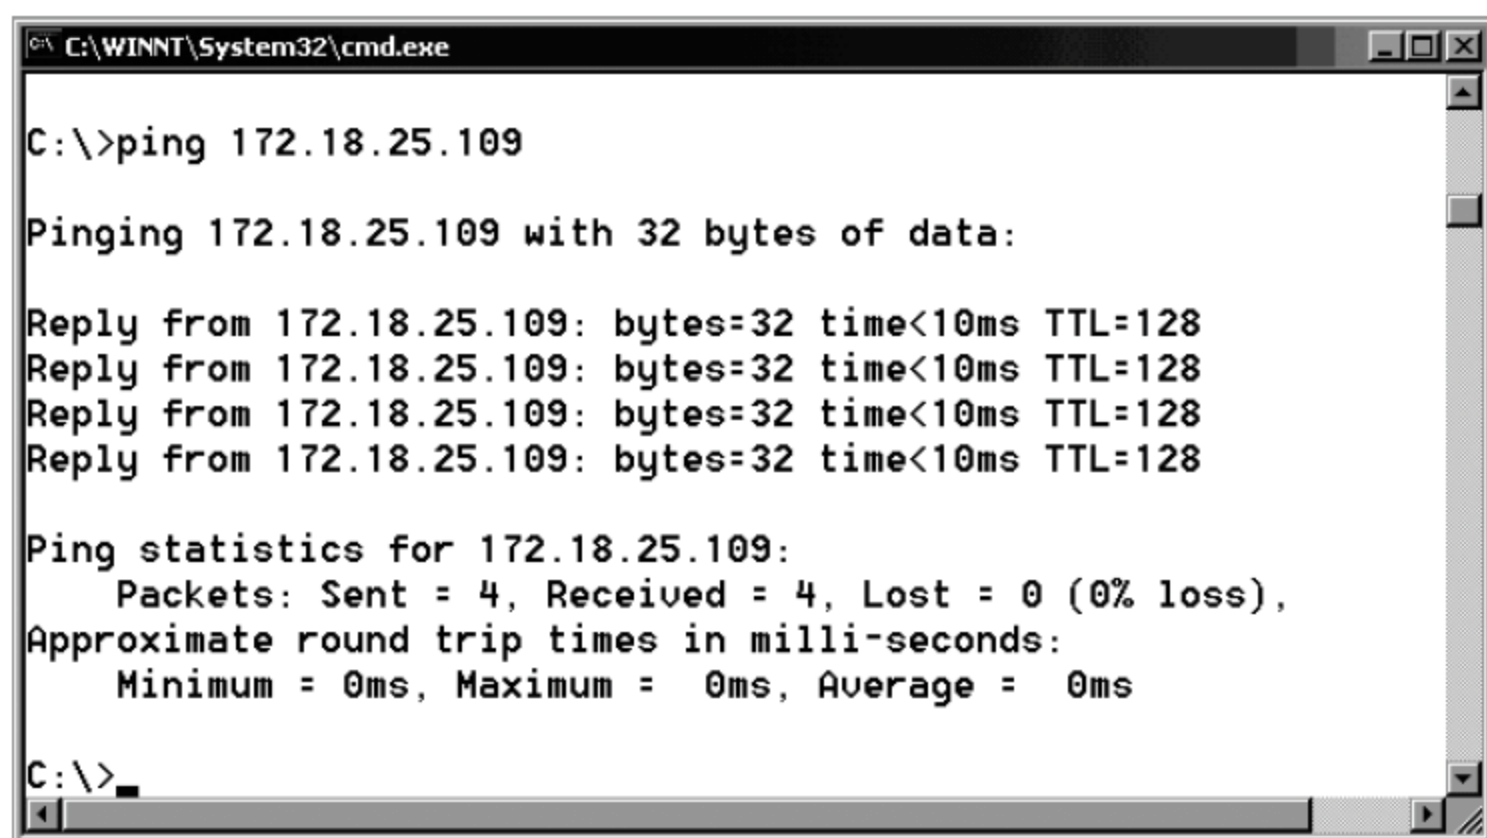 C:\WINNT\System32\cmd.exe
C:\>ping 172.18.25.109
Pinging 172.18.25.109 with 32 bytes of data:
Reply from 172.18.25.109: bytes=32 time<10ms TTL=128
Reply from 172.18.25.109: bytes=32 time<10ms TTL=128
Reply from 172.18.25.109: bytes=32 time<10ms TTL=128
Reply from 172.18.25.109: bytes=32 time<10ms TTL=128
Ping statistics for 172.18.25.109:
    Packets: Sent = 4, Received = 4, Lost = 0 (0% loss),
Approximate round trip times in milli-seconds:
    Minimum = 0ms, Maximum =  0ms, Average =  0ms
C:\>